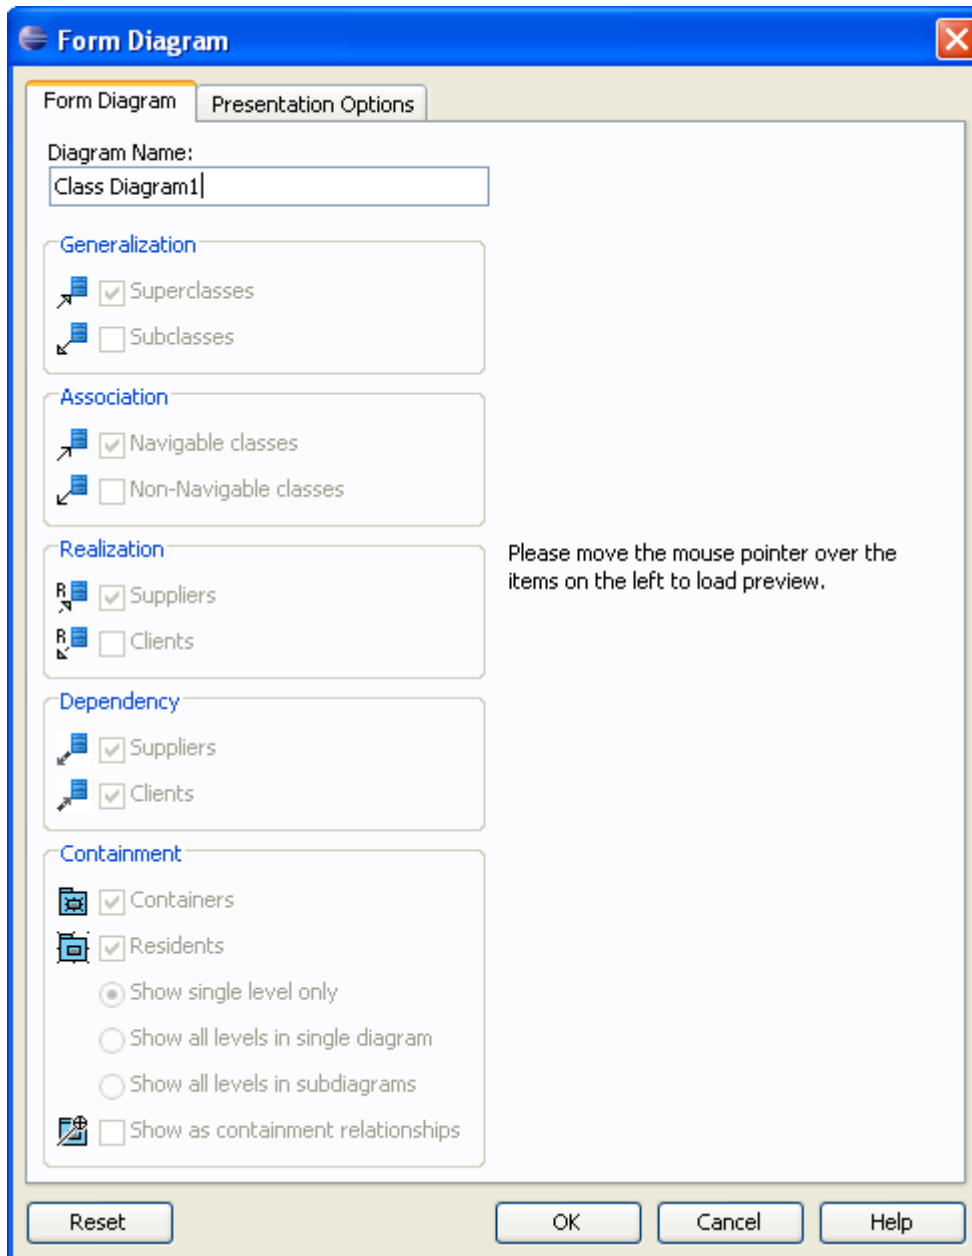 Form Diagram
Form Diagram
Presentation Options
Diagram Name:
Class Diagram1
Generalization
Superclasses
Subclasses
Association
Navigable classes
Non-Navigable classes
Realization
R
Suppliers
R
Clients
Please move the mouse pointer over the
items on the left to load preview.
Dependency
Suppliers
Clients
Containment
Containers
Residents
Show single level only
Show all levels in single diagram
Show all levels in subdiagrams
Show as containment relationships
Reset
OK
Cancel
Help